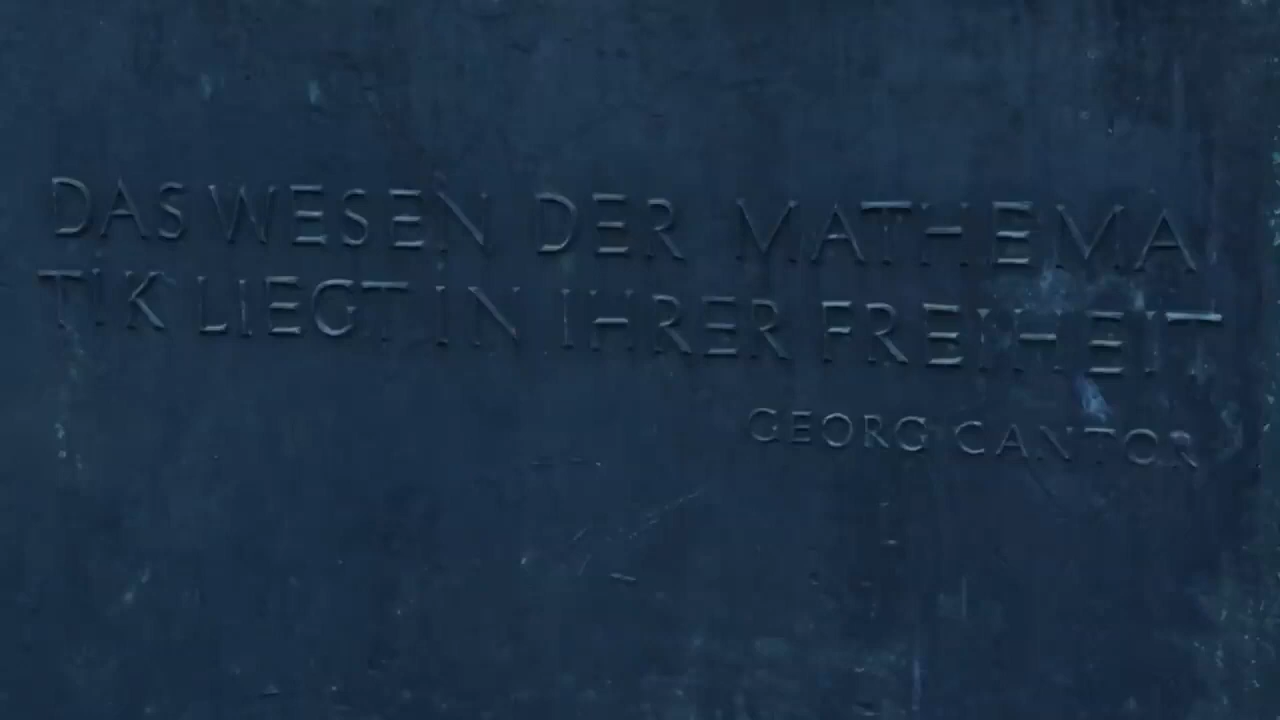 DAS WESEN DER MATHEMA
TIK LIEGT IN IHRER FREIHEIT
GEORG CANTOR